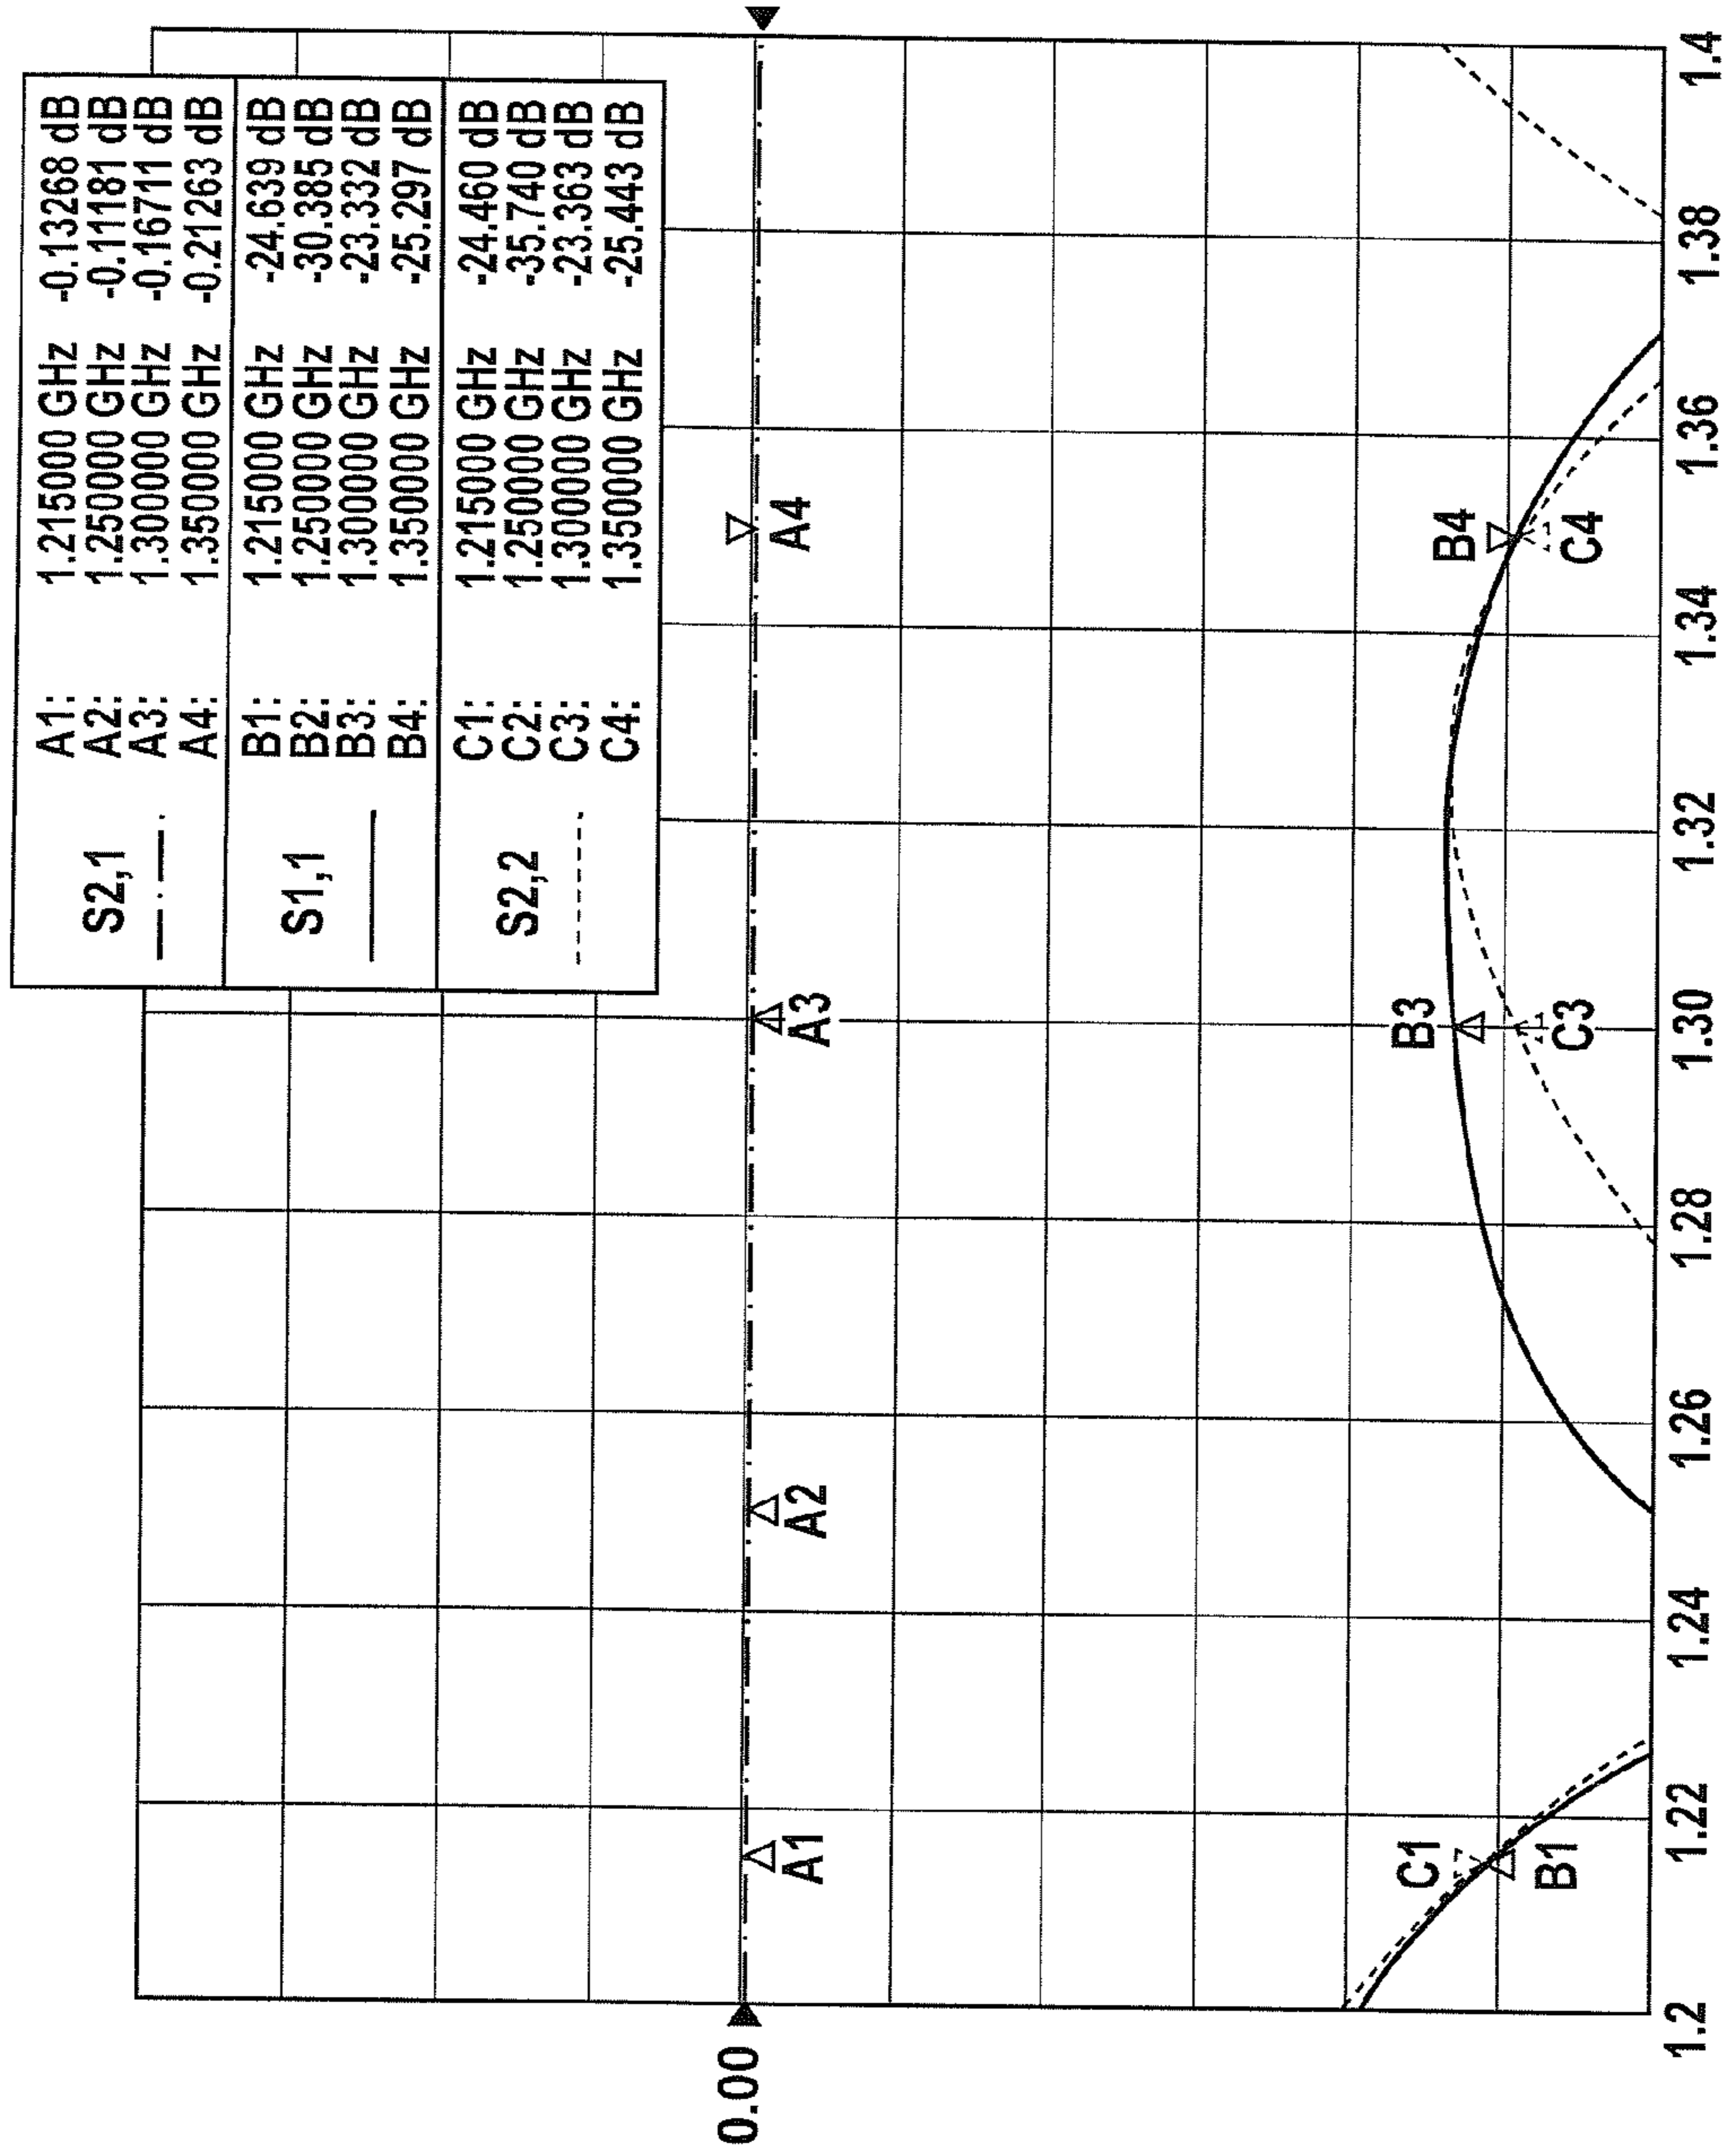 S2,1
A1: 1.215000 GHz -0.13268 dB
A2: 1.250000 GHz -0.11181 dB
A3: 1.300000 GHz -0.16711 dB
A4: 1.350000 GHz -0.21263 dB
S1,1
B1: 1.215000 GHz -24.639 dB
B2: 1.250000 GHz -30.385 dB
B3: 1.300000 GHz -23.332 dB
B4: 1.350000 GHz -25.297 dB
S2,2
C1: 1.215000 GHz -24.460 dB
C2: 1.250000 GHz -35.740 dB
C3: 1.300000 GHz -23.363 dB
C4: 1.350000 GHz -25.443 dB
0.00
A1
A2
A3
A4
C1
B1
B3
C3
B4
C4
1.2 1.22 1.24 1.26 1.28 1.30 1.32 1.34 1.36 1.38 1.4